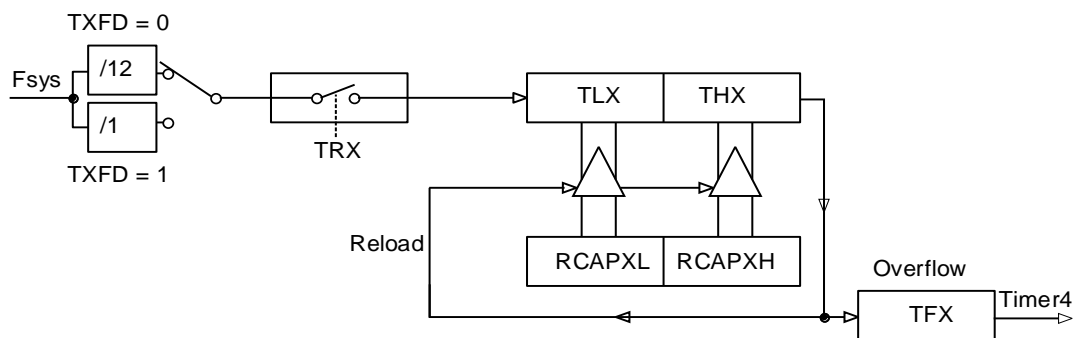 TXFD = 0
Fsys
/12
/1
TXFD = 1
TRX
TLX THX
Reload
RCAPXL RCAPXH
Overflow
TFX
Timer4